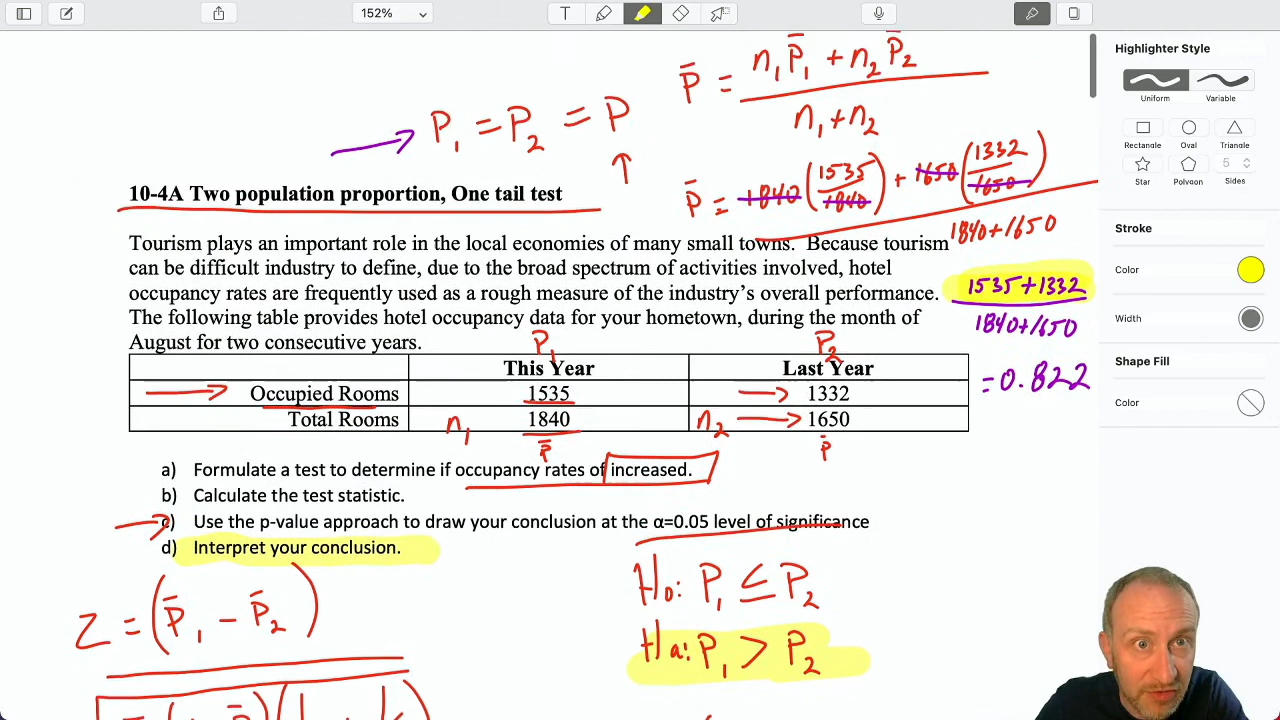 152%
T
Highlighter Style
Uniform
Variable
Rectangle
Oval
Triangle
Star
Polygon
5
Sides
Stroke
Color
Width
Shape Fill
Color
P̄ = n₁P̄₁ + n₂P̄₂
n₁+n₂
P₁ = P₂ = P
P̄ = 1840 (1535/1840) + 1650 (1332/1650)
1840+1650
1535+1332
1840+1650
=0.822
10-4A Two population proportion, One tail test
Tourism plays an important role in the local economies of many small towns. Because tourism
can be difficult industry to define, due to the broad spectrum of activities involved, hotel
occupancy rates at frequently used as a rough measure of the industry's overall performance.
The following table provides hotel occupancy data for your hometown, during the month of
August for two consecutive years.
P₁ P₂
This Year Last Year
Occupied Rooms 1535 1332
Total Rooms n₁ 1840 n₂ 1650
p̄ p̄
a) Formulate a test to determine if occupancy rates of increased.
b) Calculate the test statistic.
c) Use the p-value approach to draw your conclusion at the α=0.05 level of significance
d) Interpret your conclusion.
Z = (P̄₁ - P̄₂)
H₀: P₁ ≤ P₂
Ha: P₁ > P₂